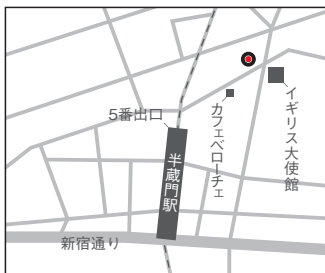 5番出口
半蔵門駅
新宿通り
カフェベローチェ
イギリス大使館